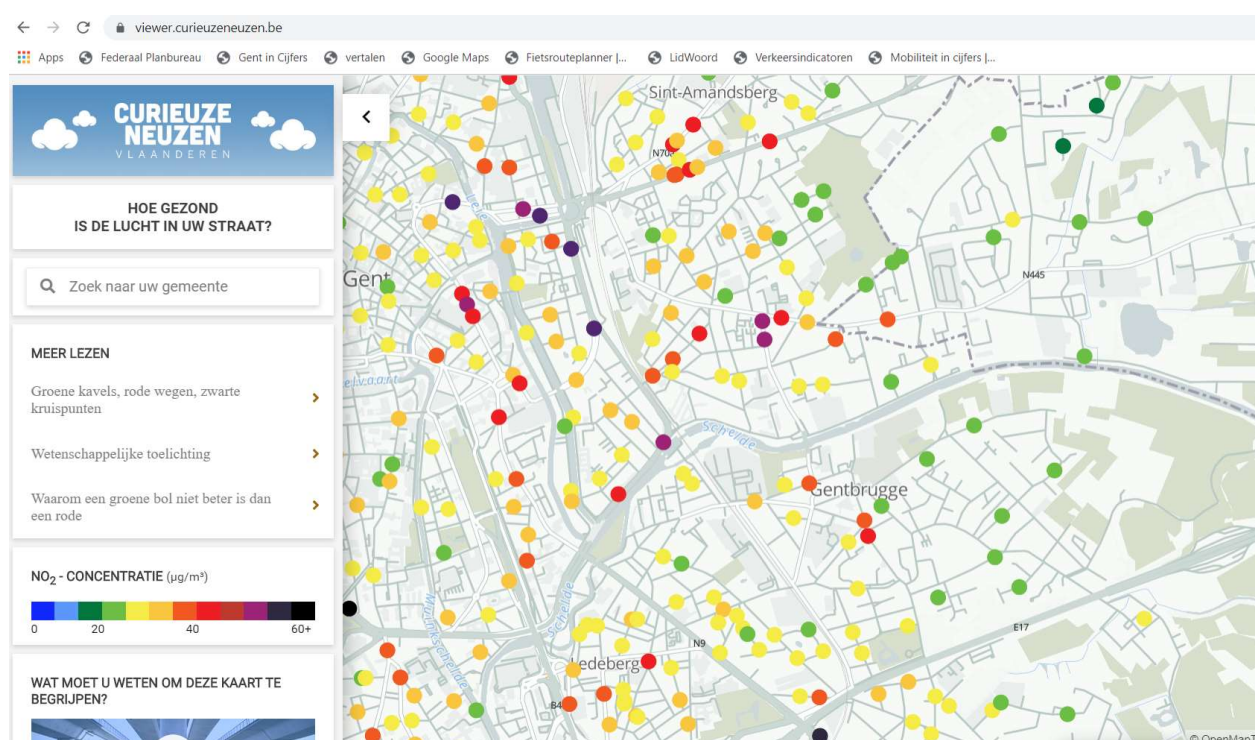 viewer.curieuzeneuzen.be
Apps
Federaal Planbureau
Gent in Cijfers
vertalen
Google Maps
Fietsrouteplanner |...
LidWoord
Verkeersindicatoren
Mobiliteit in cijfers |...
CURIEUZE
NEUZEN
VLAANDEREN
HOE GEZOND
IS DE LUCHT IN UW STRAAT?
Zoek naar uw gemeente
MEER LEZEN
Groene kavels, rode wegen, zwarte
kruispunten
Wetenschappelijke toelichting
Waarom een groene bol niet beter is dan
een rode
NO₂ - CONCENTRATIE (µg/m³)
0 20 40 60+
WAT MOET U WETEN OM DEZE KAART TE
BEGRIJPEN?
Sint-Amandsberg
Leie
Gent
N445
Schelde
Gentbrugge
Schelde
E17
N9
Ledeberg
B4
© OpenMapT